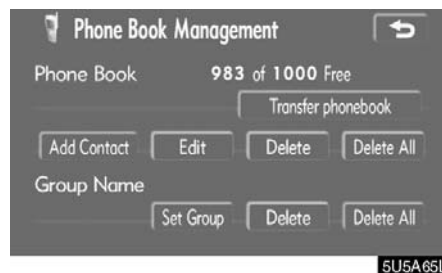 Phone Book Management
Phone Book 983 of 1000 Free
Transfer phonebook
Add Contact Edit Delete Delete All
Group Name
Set Group Delete Delete All
5U5A65I